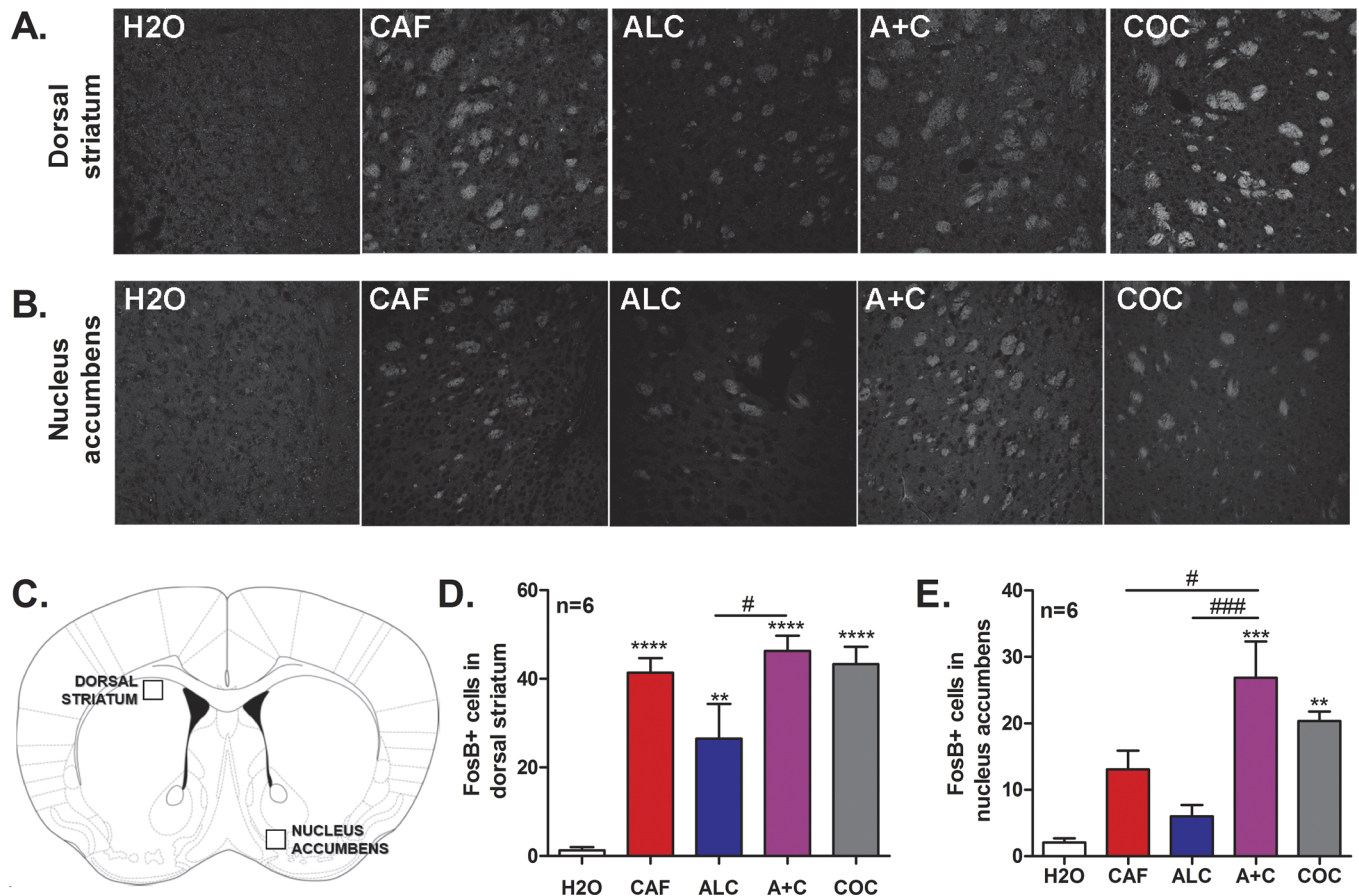 A.
Dorsal
striatum
H2O
CAF
ALC
A+C
COC
B.
Nucleus
accumbens
H2O
CAF
ALC
A+C
COC
C.
DORSAL
STRIATUM
NUCLEUS
ACCUMBENS
D.
FosB+ cells in
dorsal striatum
60
40
20
0
n=6
#
****
**
****
****
H2O
CAF
ALC
A+C
COC
E.
FosB+ cells in
nucleus accumbens
40
30
20
10
0
n=6
#
###
***
**
H2O
CAF
ALC
A+C
COC